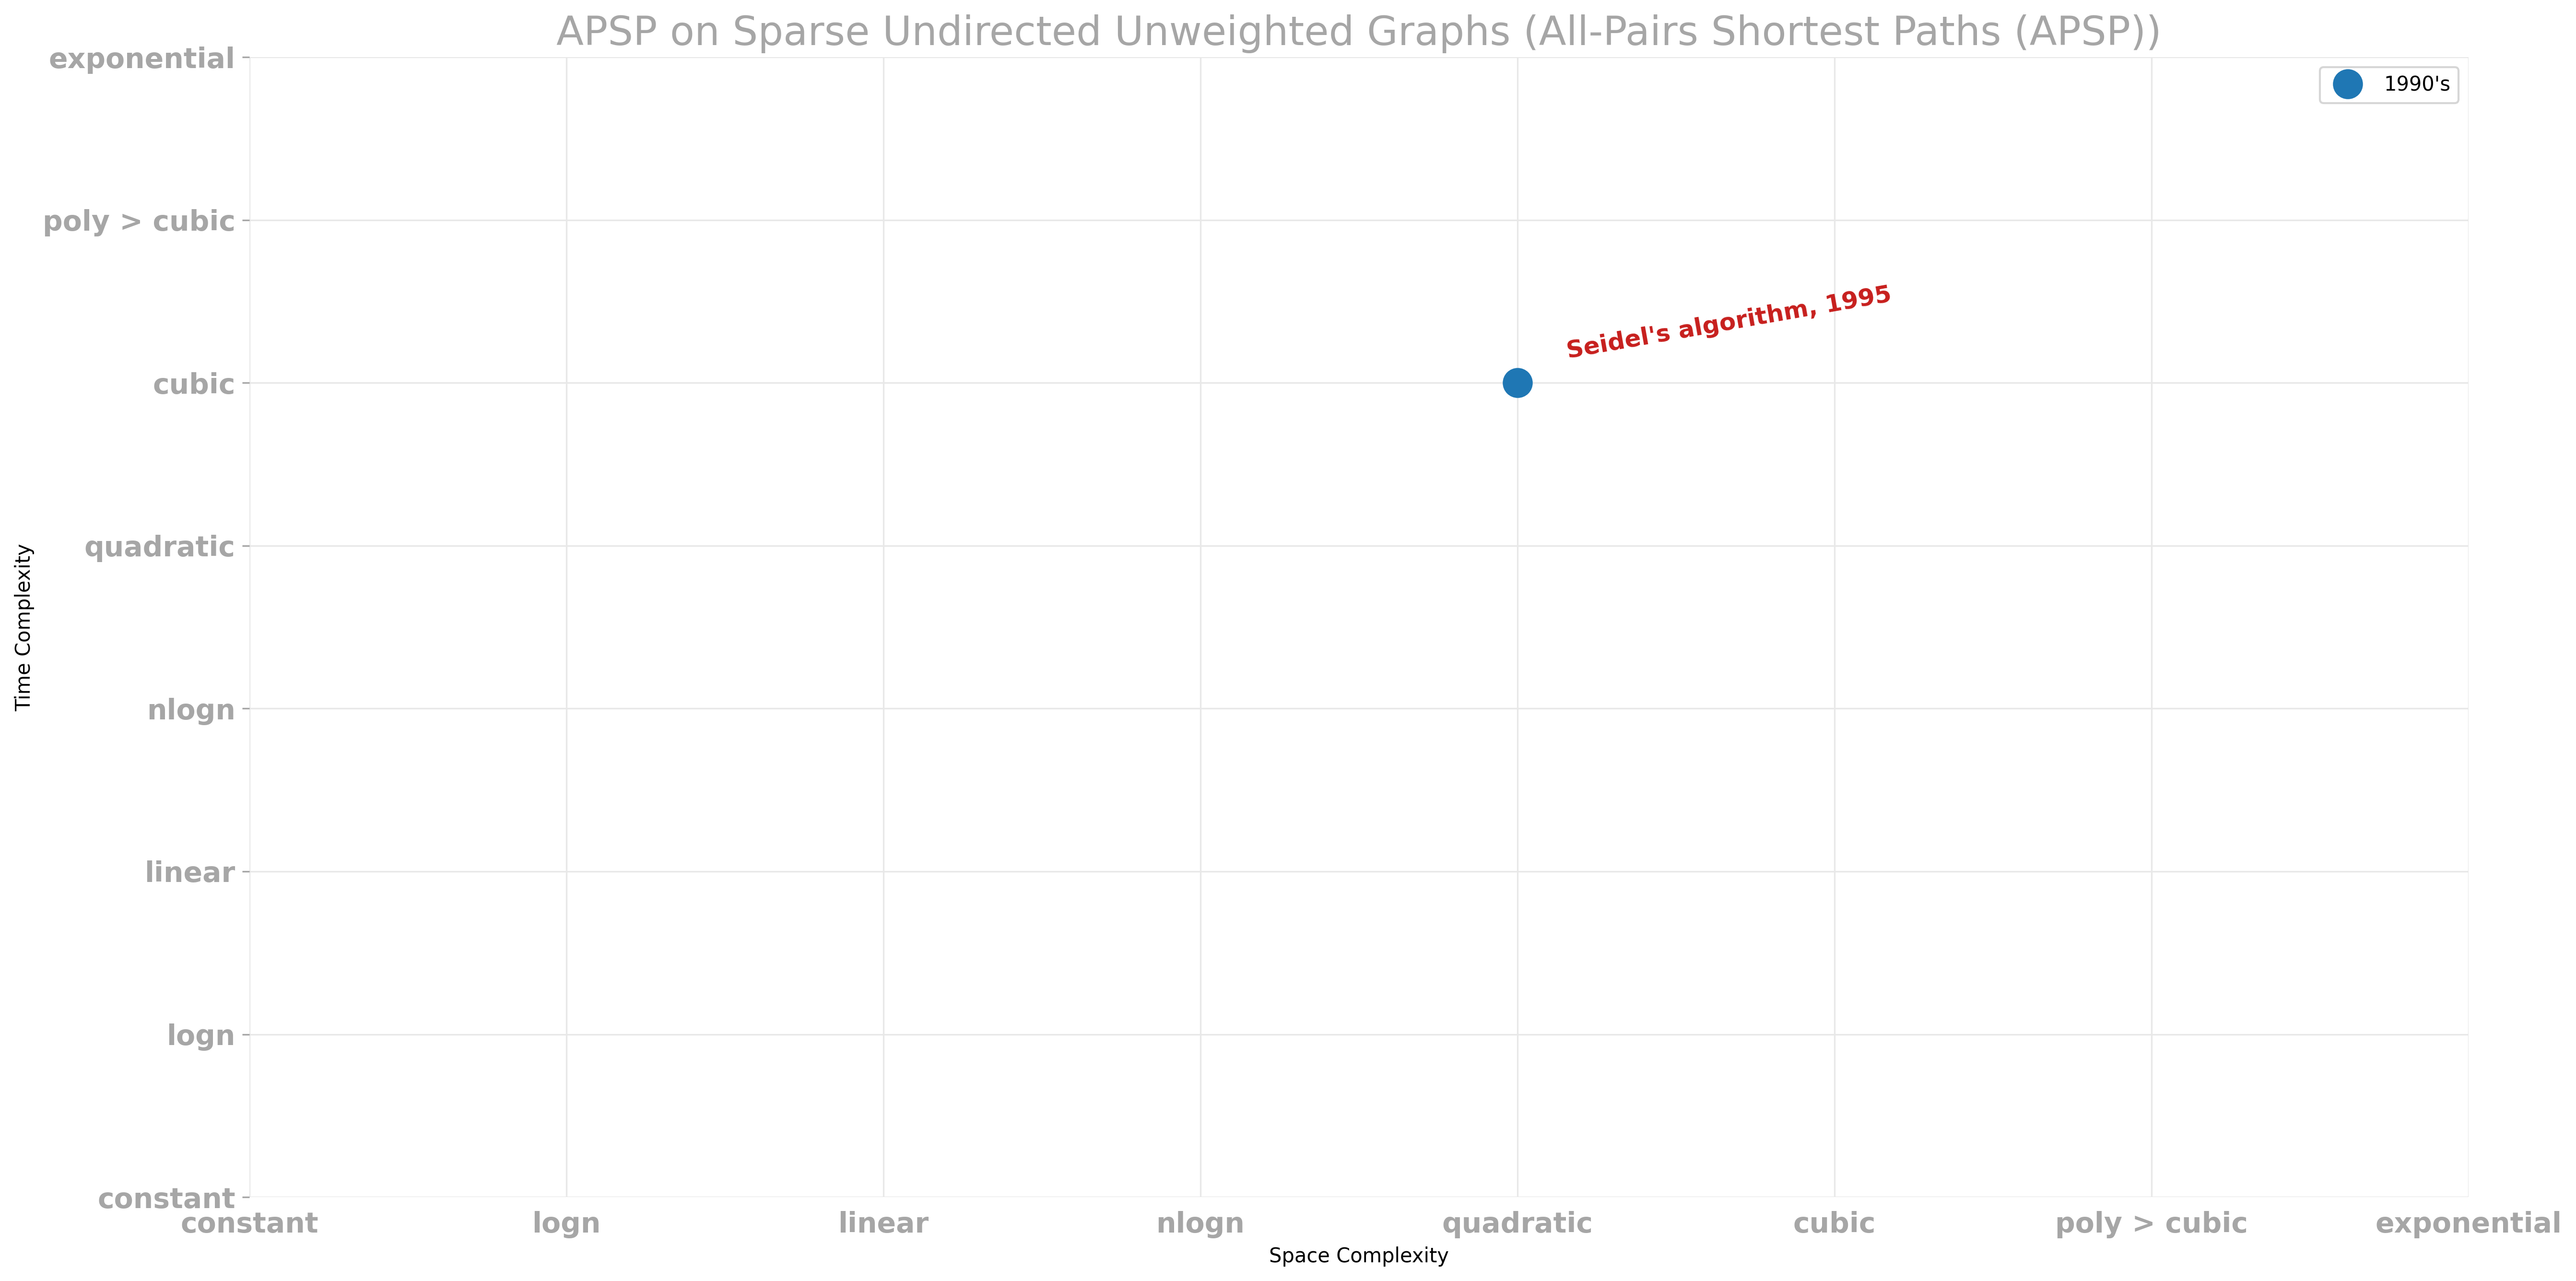 APSP on Sparse Undirected Unweighted Graphs (All-Pairs Shortest Paths (APSP))
exponential
1990's
poly > cubic
Seidel's algorithm, 1995
cubic
quadratic
Time Complexity
nlogn
linear
logn
constant
constant logn linear nlogn quadratic cubic poly > cubic exponential
Space Complexity